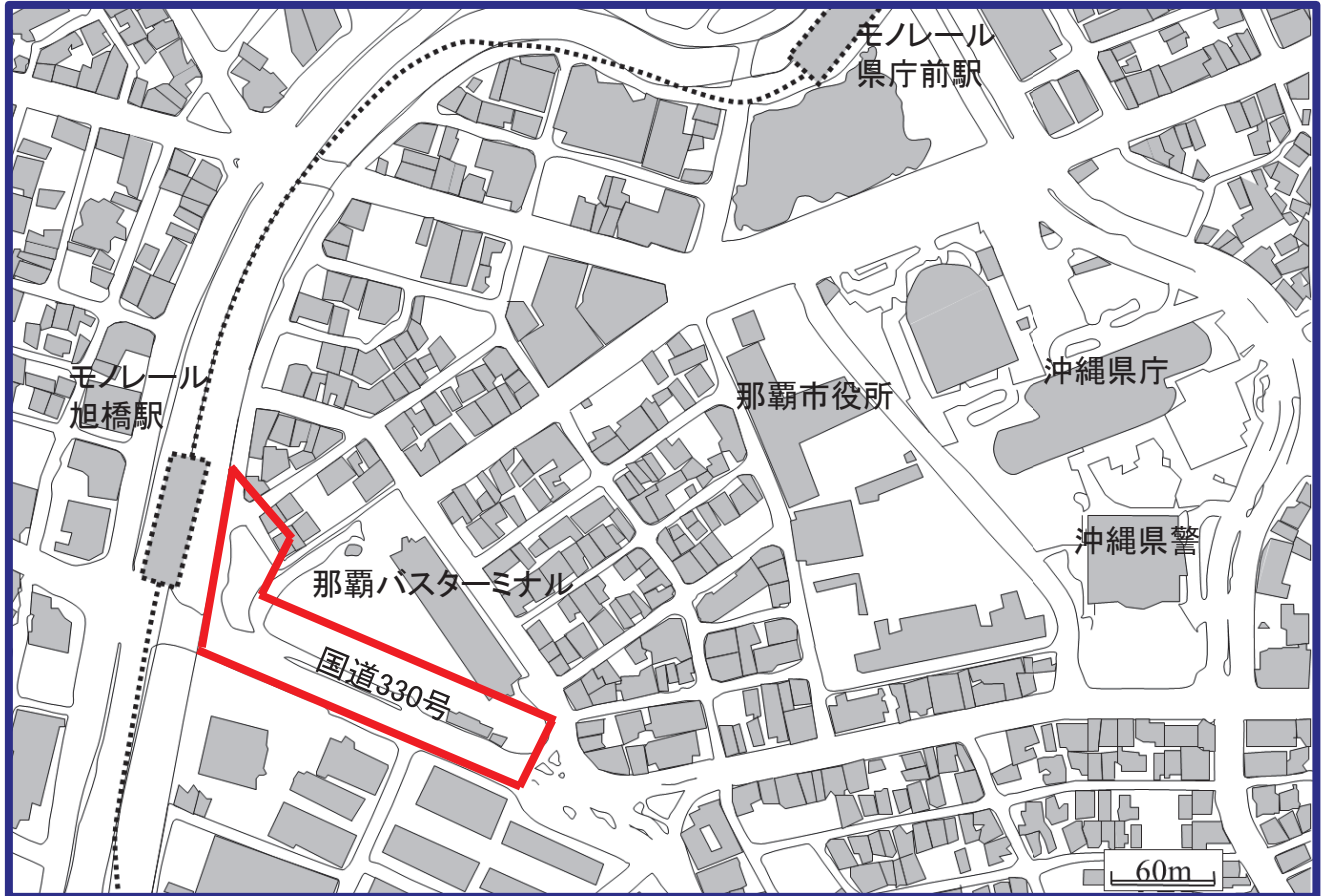 モノレール
県庁前駅
モノレール
旭橋駅
沖縄県庁
那覇市役所
沖縄県警
那覇バスターミナル
国道330号
60m